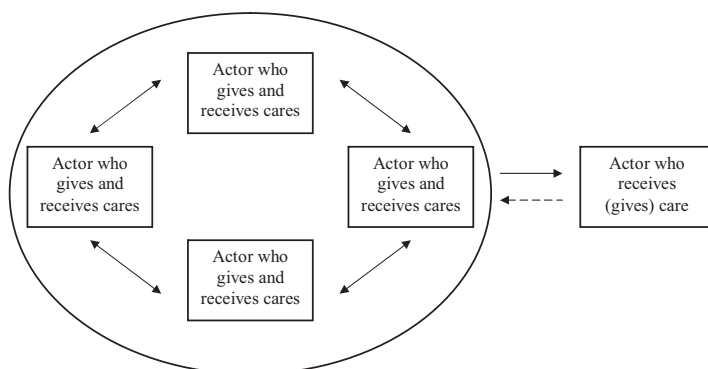 Actor who
gives and
receives cares
Actor who
gives and
receives cares
Actor who
gives and
receives cares
Actor who
receives
(gives) care
Actor who
gives and
receives cares